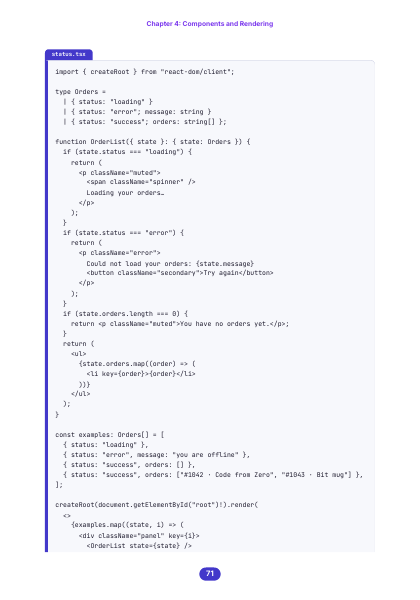 Chapter 4: Components and Rendering
status.tsx
import { createRoot } from "react-dom/client";
type Orders =
| { status: "loading" }
| { status: "error"; message: string }
| { status: "success"; orders: string[] };
function OrderList({ state }: { state: Orders }) {
if (state.status === "loading") {
return (
<p className="muted">
<span className="spinner" />
Loading your orders…
</p>
);
}
if (state.status === "error") {
return (
<p className="error">
Could not load your orders: {state.message}
<button className="secondary">Try again</button>
</p>
);
}
if (state.orders.length === 0) {
return <p className="muted">You have no orders yet.</p>;
}
return (
<ul>
{state.orders.map((order) => (
<li key={order}>{order}</li>
))}
</ul>
);
}
const examples: Orders[] = [
{ status: "loading" },
{ status: "error", message: "you are offline" },
{ status: "success", orders: [] },
{ status: "success", orders: ["#1042 · Code from Zero", "#1043 · Bit mug"] },
];
createRoot(document.getElementById("root")!).render(
<>
{examples.map((state, i) => (
<div className="panel" key={i}>
<OrderList state={state} />
71